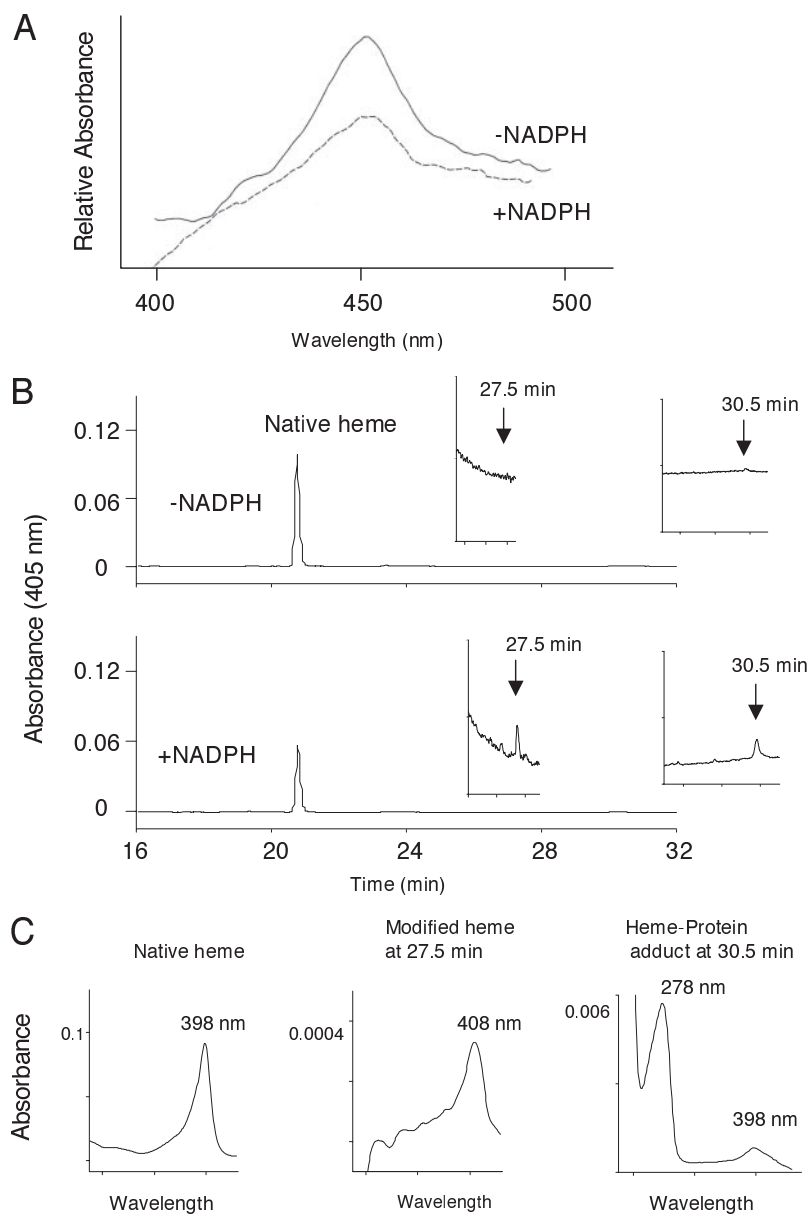 A
Relative Absorbance
-NADPH
+NADPH
400 450 500
Wavelength (nm)
B
Absorbance (405 nm)
27.5 min
30.5 min
Native heme
0.12
-NADPH
0.06
0
27.5 min
30.5 min
0.12
+NADPH
0.06
0
16 20 24 28 32
Time (min)
C
Absorbance
Native heme
Modified heme
at 27.5 min
Heme-Protein
adduct at 30.5 min
0.1
398 nm
0.0004
408 nm
0.006
278 nm
398 nm
Wavelength
Wavelength
Wavelength